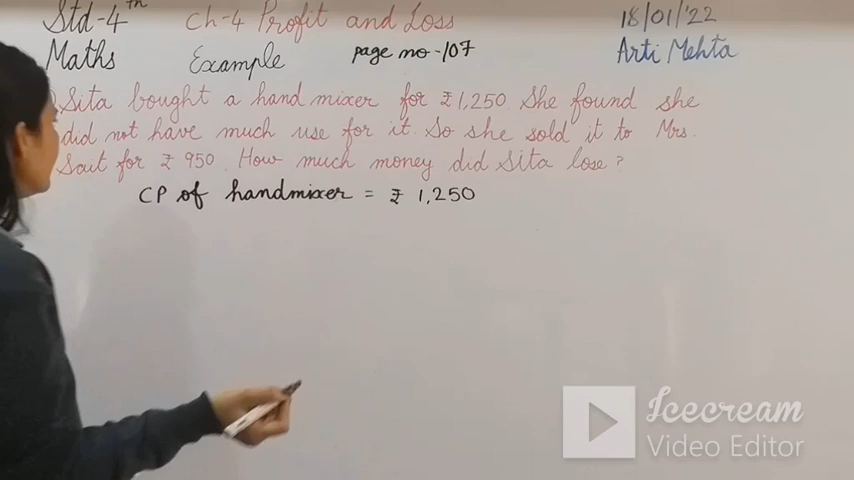 Std-4th Ch-4 Profit and Loss 18/01/'22
Maths Example page no-107 Arti Mehta
Sita bought a hand mixer for ₹1,250 She found she
did not have much use for it. So she sold it to Mrs.
Sait for ₹ 950. How much money did Sita lose?
CP of handmixer = ₹ 1,250
Icecream
Video Editor